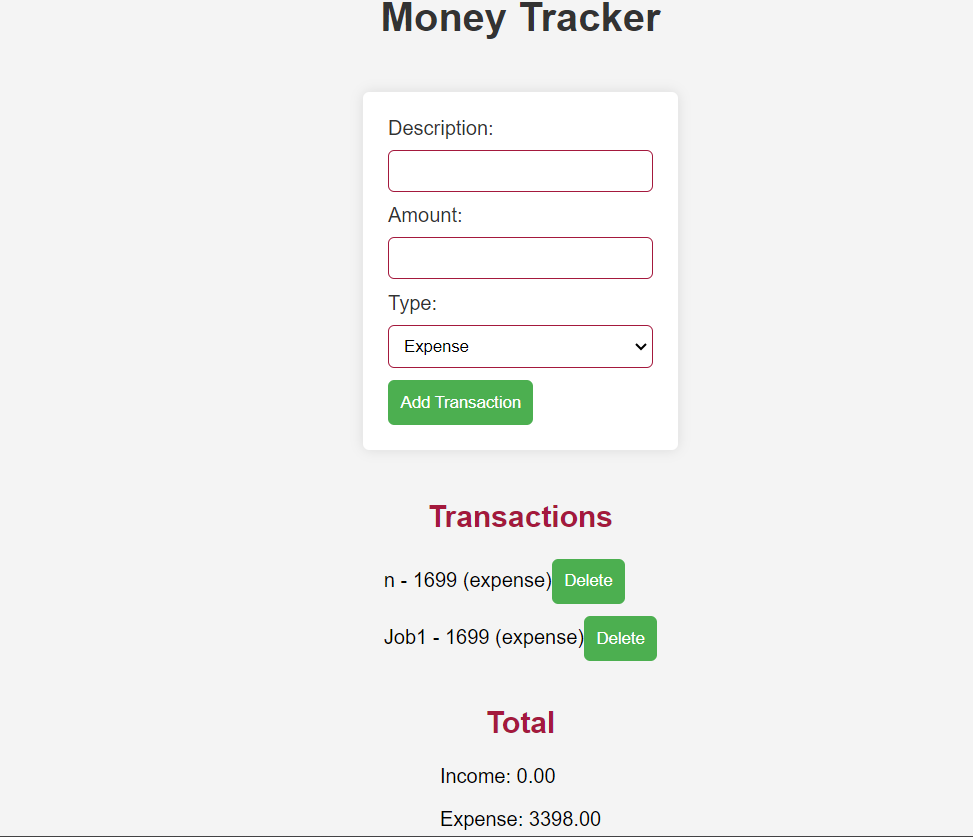 Money Tracker
Description:
Amount:
Type:
Expense
Add Transaction
Transactions
n - 1699 (expense) Delete
Job1 - 1699 (expense) Delete
Total
Income: 0.00
Expense: 3398.00